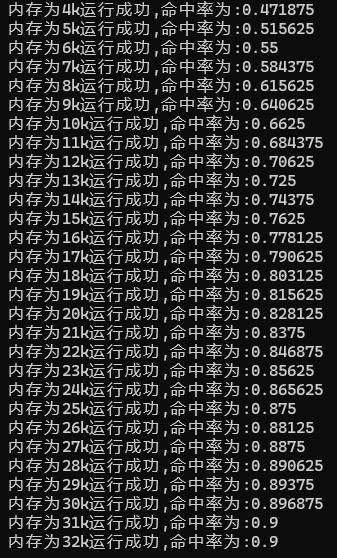 内存为4k运行成功,命中率为:0.471875
内存为5k运行成功,命中率为:0.515625
内存为6k运行成功,命中率为:0.55
内存为7k运行成功,命中率为:0.584375
内存为8k运行成功,命中率为:0.615625
内存为9k运行成功,命中率为:0.640625
内存为10k运行成功,命中率为:0.6625
内存为11k运行成功,命中率为:0.684375
内存为12k运行成功,命中率为:0.70625
内存为13k运行成功,命中率为:0.725
内存为14k运行成功,命中率为:0.74375
内存为15k运行成功,命中率为:0.7625
内存为16k运行成功,命中率为:0.778125
内存为17k运行成功,命中率为:0.790625
内存为18k运行成功,命中率为:0.803125
内存为19k运行成功,命中率为:0.815625
内存为20k运行成功,命中率为:0.828125
内存为21k运行成功,命中率为:0.8375
内存为22k运行成功,命中率为:0.846875
内存为23k运行成功,命中率为:0.85625
内存为24k运行成功,命中率为:0.865625
内存为25k运行成功,命中率为:0.875
内存为26k运行成功,命中率为:0.88125
内存为27k运行成功,命中率为:0.8875
内存为28k运行成功,命中率为:0.890625
内存为29k运行成功,命中率为:0.89375
内存为30k运行成功,命中率为:0.896875
内存为31k运行成功,命中率为:0.9
内存为32k运行成功,命中率为:0.9